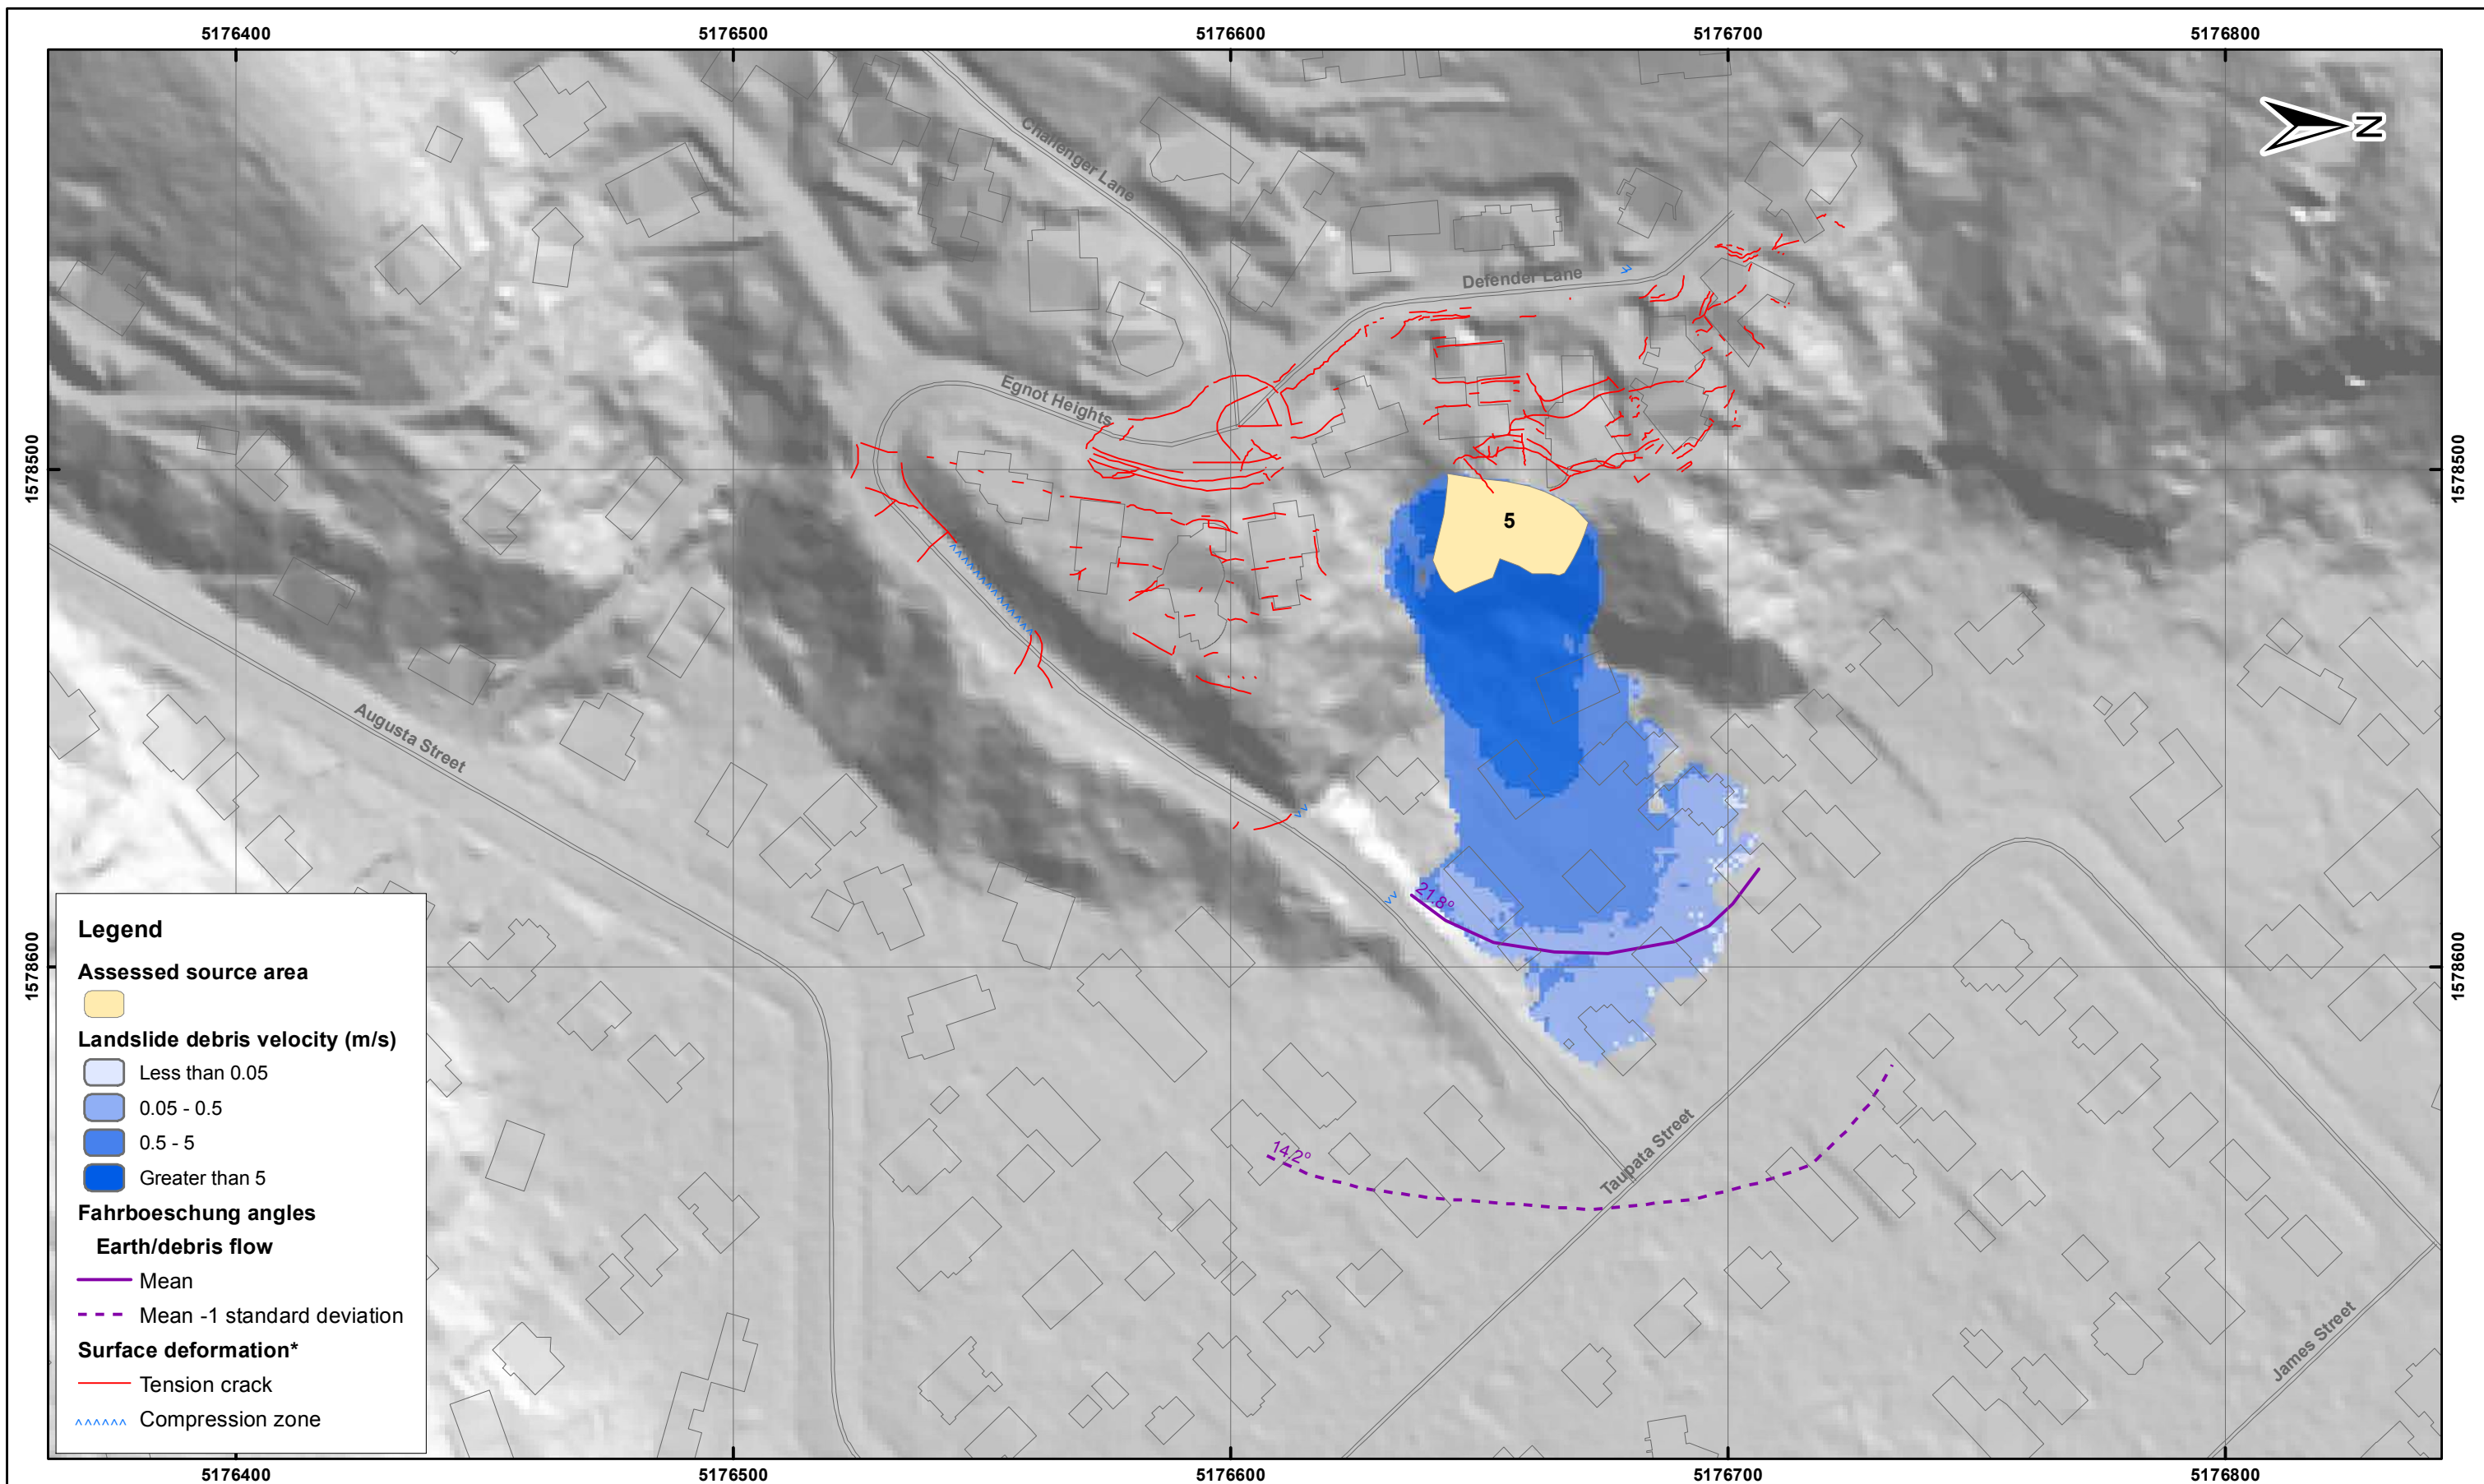 5176400 5176500 5176600 5176700 5176800
N
Challenger Lane
Defender Lane
Egnot Heights
1578500 1578500
5
Augusta Street
21.8°
1578600 1578600
14.2°
Taupata Street
James Street
Legend
Assessed source area
Landslide debris velocity (m/s)
Less than 0.05
0.05 - 0.5
0.5 - 5
Greater than 5
Fahrboeschung angles
Earth/debris flow
Mean
Mean -1 standard deviation
Surface deformation*
Tension crack
Compression zone
5176400 5176500 5176600 5176700 5176800